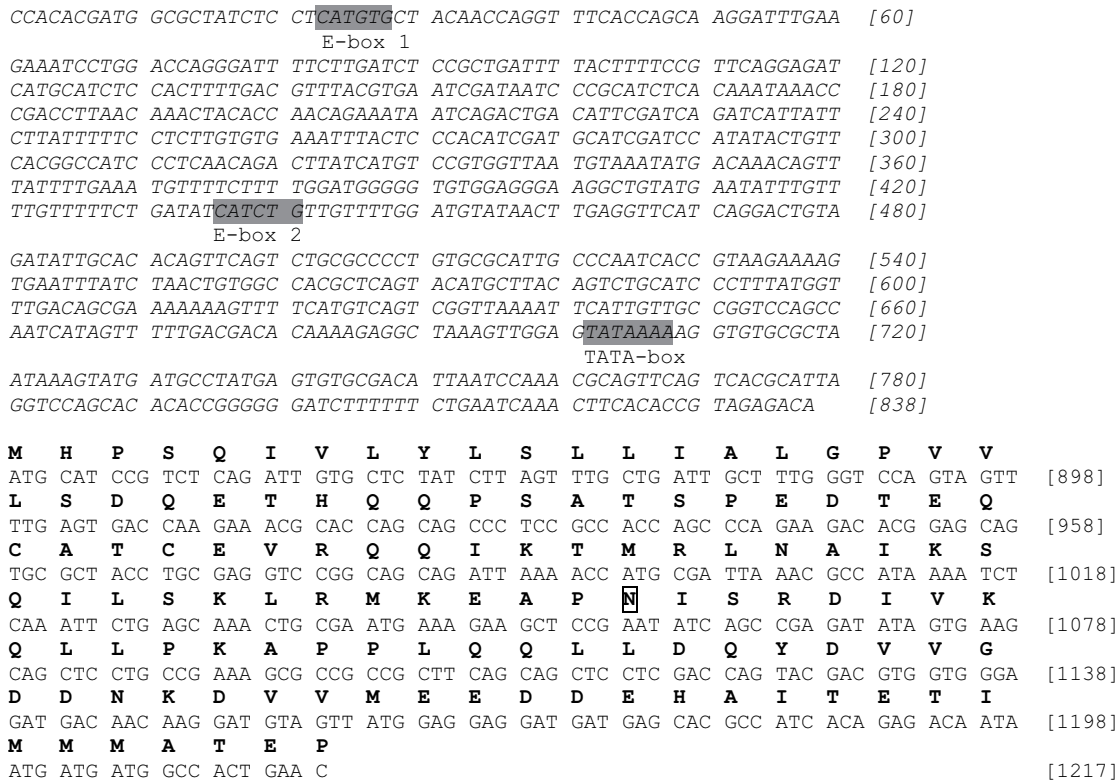 CCACACGATG GCGCTATCTC CTCATGTGCT ACAACCAGGT TTCACCAGCA AGGATTTGAA [60]
E-box 1
GAAATCCTGG ACCAGGGATT TTCTTGATCT CCGCTGATTT TACTTTTCCG TTCAGGAGAT [120]
CATGCATCTC CACTTTTGAC GTTTACGTGA ATCGATAATC CCGCATCTCA CAAATAAACC [180]
CGACCTTAAC AAACTACACC AACAGAAATA ATCAGACTGA CATTCGATCA GATCATTATT [240]
CTTATTTTTC CTCTTGTGTG AAATTTACTC CCACATCGAT GCATCGATCC ATATACTGTT [300]
CACGGCCATC CCTCAACAGA CTTATCATGT CCGTGGTTAA TGTAAATATG ACAAACAGTT [360]
TATTTTGAAA TGTTTTCTTT TGGATGGGGG TGTGGAGGGA AGGCTGTATG AATATTTGTT [420]
TTGTTTTTCT GATATCATCT GTTGTTTTGG ATGTATAACT TGAGGTTCAT CAGGACTGTA [480]
E-box 2
GATATTGCAC ACAGTTCAGT CTGCGCCCCT GTGCGCATTG CCCAATCACC GTAAGAAAAG [540]
TGAATTTATC TAACTGTGGC CACGCTCAGT ACATGCTTAC AGTCTGCATC CCTTTATGGT [600]
TTGACAGCGA AAAAAAGTTT TCATGTCAGT CGGTTAAAAT TCATTGTTGC CGGTCCAGCC [660]
AATCATAGTT TTTGACGACA CAAAAGAGGC TAAAGTTGGA GTATAAAAAGG GTGTGCGCTA [720]
TATA-box
ATAAAGTATG ATGCCTATGA GTGTGCGACA TTAATCCAAA CGCAGTTCAG TCACGCATTA [780]
GGTCCAGCAC ACACCGGGGG GATCTTTTTT CTGAATCAAA CTTCACACCG TAGAGACA [838]
M H P S Q I V L Y L S L L I A L G P V V
ATG CAT CCG TCT CAG ATT GTG CTC TAT CTT AGT TTG CTG ATT GCT TTG GGT CCA GTA GTT [898]
L S D Q E T H Q Q P S A T S P E D T E Q
TTG AGT GAC CAA GAA ACG CAC CAG CAG CCC TCC GCC ACC AGC CCA GAA GAC ACG GAG CAG [958]
C A T C E V R Q Q I K T M R L N A I K S
TGC GCT ACC TGC GAG GTC CGG CAG CAG ATT AAA ACC ATG CGA TTA AAC GCC ATA AAA TCT [1018]
Q I L S K L R M K E A P N I S R D I V K
CAA ATT CTG AGC AAA CTG CGA ATG AAA GAA GCT CCG AAT ATC AGC CGA GAT ATA GTG AAG [1078]
Q L L P K A P P L Q Q L L D Q Y D V V G
CAG CTC CTG CCG AAA GCG CCG CCG CTT CAG CAG CTC CTC GAC CAG TAC GAC GTG GTG GGA [1138]
D D N K D V V M E E D D E H A I T E T I
GAT GAC AAC AAG GAT GTA GTT ATG GAG GAG GAT GAT GAG CAC GCC ATC ACA GAG ACA ATA [1198]
M M M A T E P
ATG ATG ATG GCC ACT GAA C [1217]